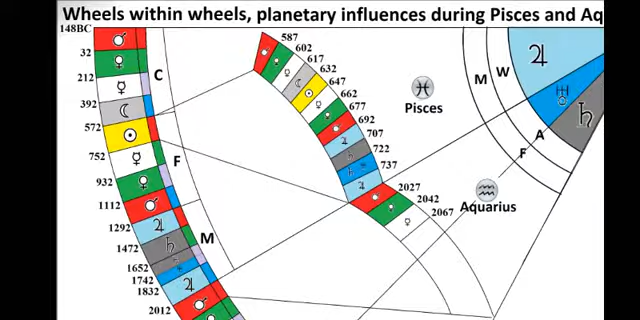 Wheels within wheels, planetary influences during Pisces and Aq
148BC
32
212
392
572
752
932
1112
1292
1472
1652
1742
1832
2012
C
F
M
587
602
617
632
647
662
677
692
707
722
737
2027
2042
2067
Pisces
Aquarius
M
W
A
F